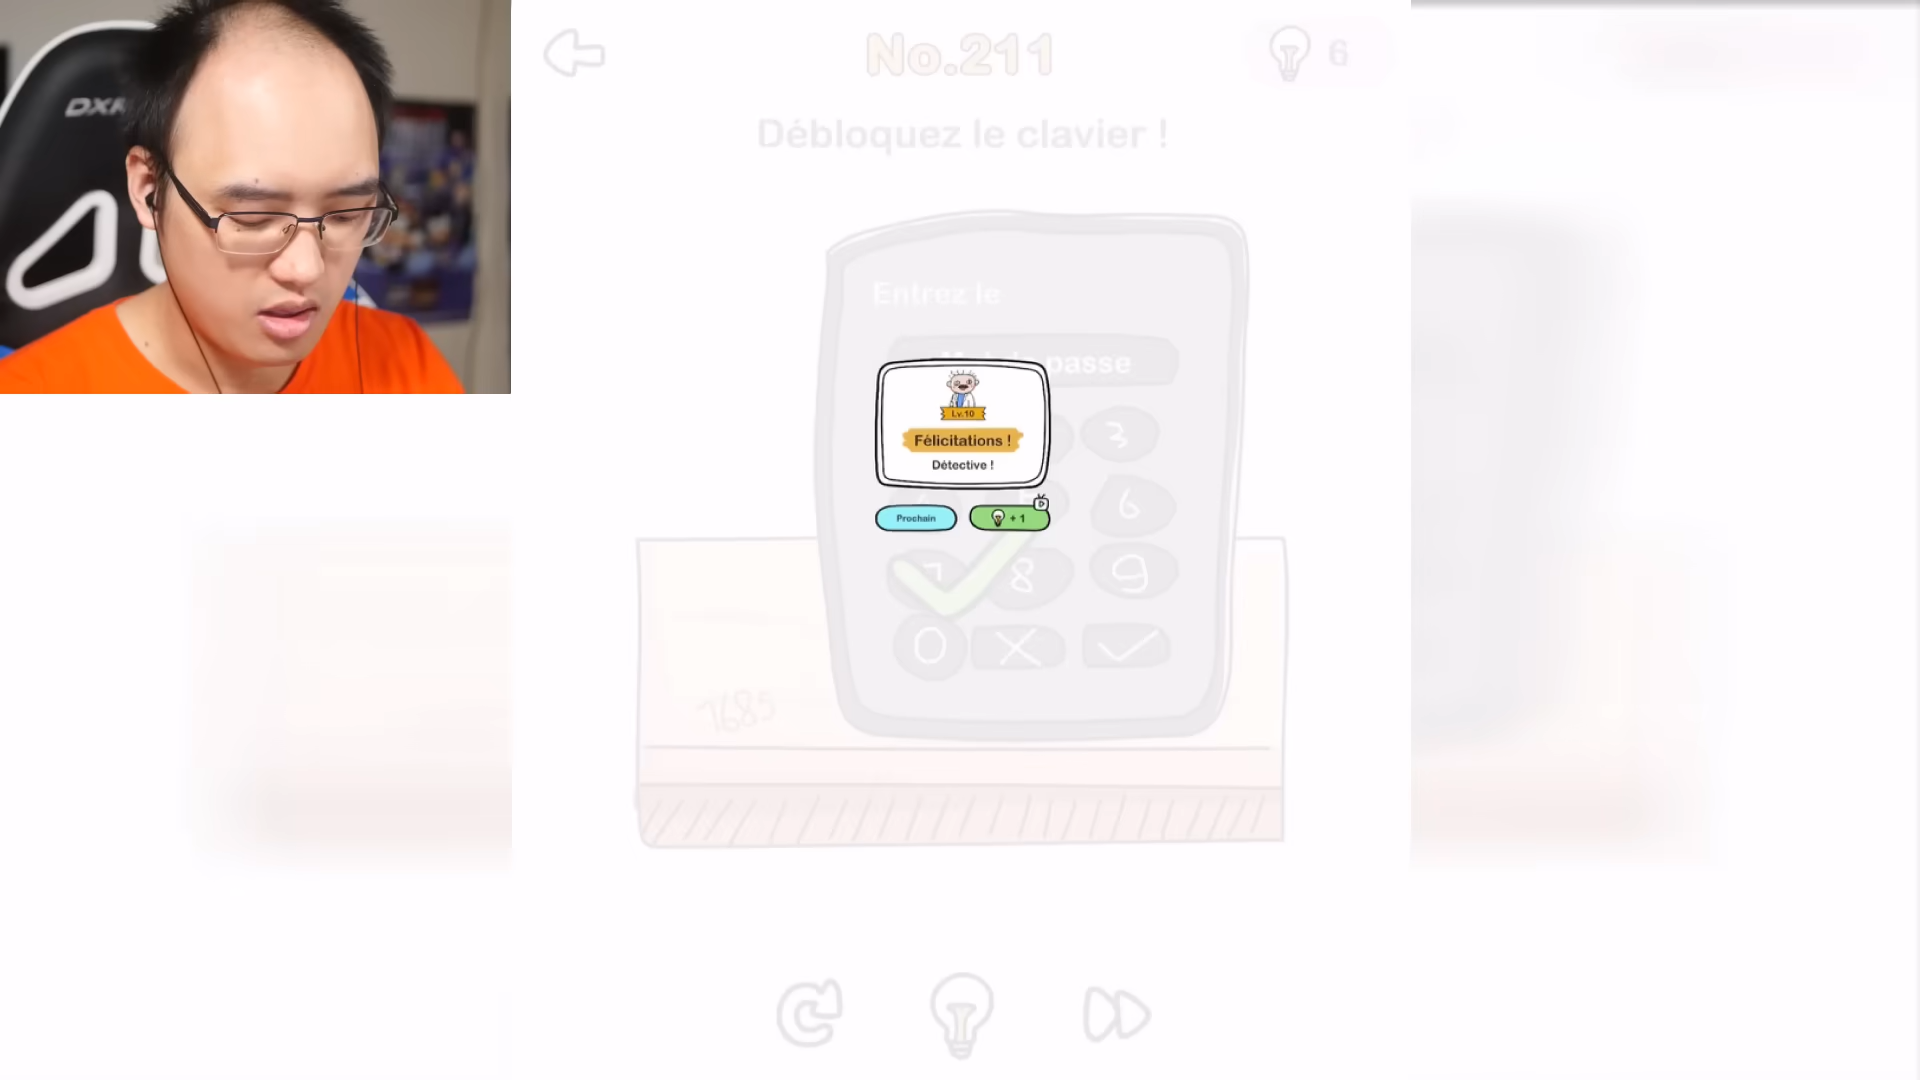 DXR
No.211
6
Débloquez le clavier !
Entrez le
passe
Lv.10
Félicitations !
Détective !
3
6
Prochain
+ 1
7 8 9
0
7685